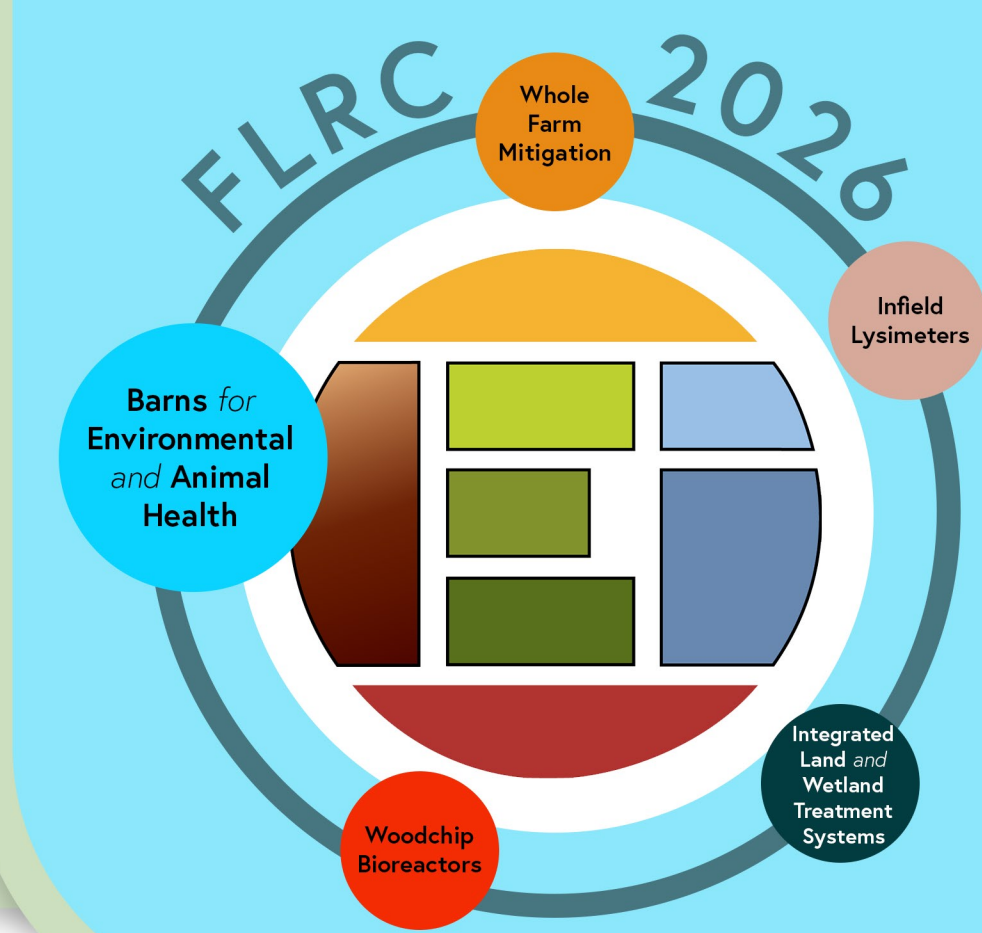 FLRC 2026
Whole
Farm
Mitigation
Infield
Lysimeters
Barns for
Environmental
and Animal
Health
Integrated
Land and
Wetland
Treatment
Systems
Woodchip
Bioreactors